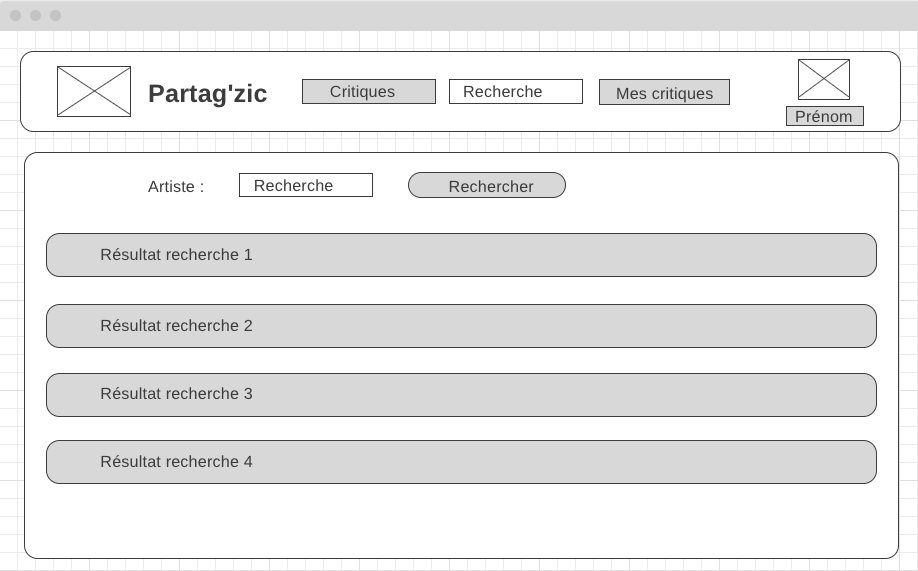 Partag'zic
Critiques
Recherche
Mes critiques
Prénom
Artiste :
Recherche
Rechercher
Résultat recherche 1
Résultat recherche 2
Résultat recherche 3
Résultat recherche 4